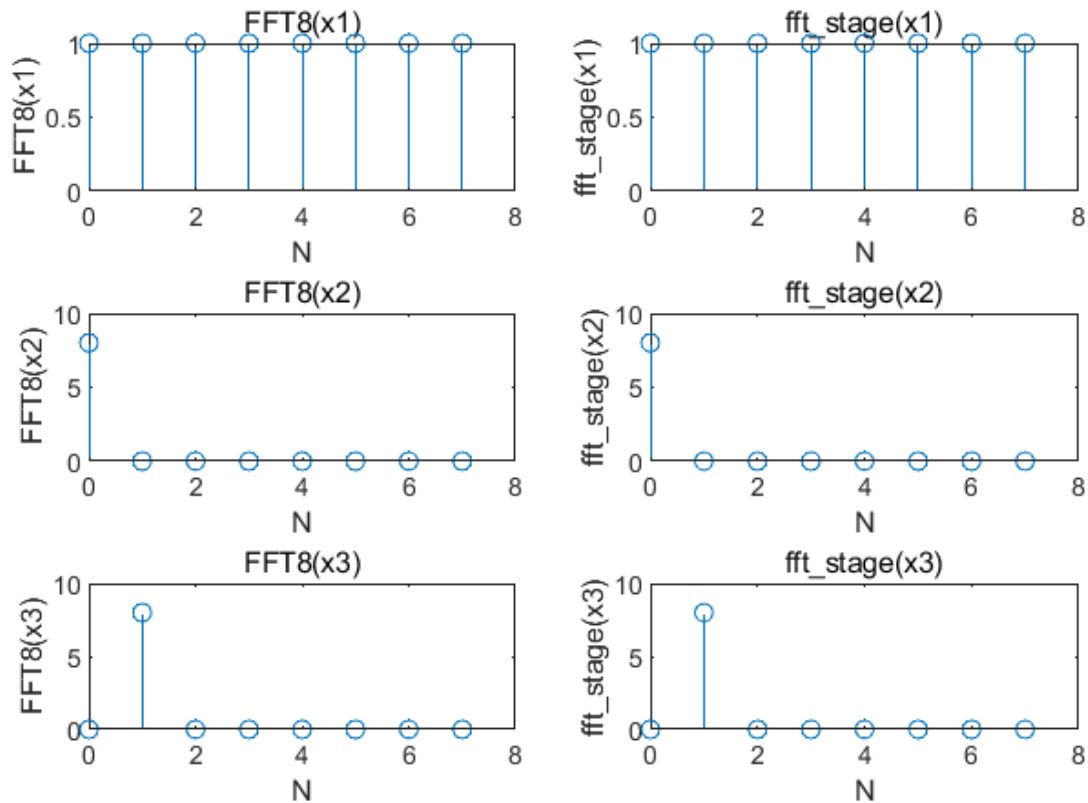 FFT8(x1)
FFT8(x1)
1
0.5
0
0 2 4 6 8
N
fft_stage(x1)
fft_stage(x1)
1
0.5
0
0 2 4 6 8
N
FFT8(x2)
FFT8(x2)
10
5
0
0 2 4 6 8
N
fft_stage(x2)
fft_stage(x2)
10
5
0
0 2 4 6 8
N
FFT8(x3)
FFT8(x3)
10
5
0
0 2 4 6 8
N
fft_stage(x3)
fft_stage(x3)
10
5
0
0 2 4 6 8
N